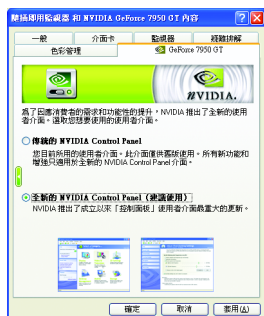 隨插即用監視器 和 NVIDIA GeForce 7950 GT 內容
一般 介面卡 監視器 疑難排解
色彩管理 GeForce 7950 GT
NVIDIA.
為了因應消費者的需求和功能性的提升，NVIDIA 推出了全新的使用
者介面。選取您想要使用的使用者介面。
傳統的 NVIDIA Control Panel
您目前所用的使用者介面。此介面僅供舊版使用。所有新功能和
增強只適用於全新的 NVIDIA Control Panel 介面。
全新的 NVIDIA Control Panel (建議使用)
NVIDIA 推出了成立以來「控制面板」使用者介面最重大的更新。
確定 取消 套用(A)